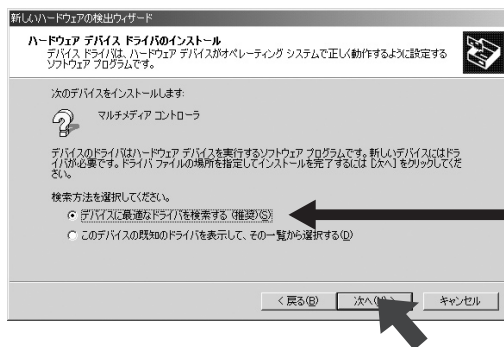 新しいハードウェアの検出ウィザード
ハードウェア デバイス ドライバのインストール
デバイス ドライバは、ハードウェア デバイスがオペレーティング システムで正しく動作するように設定する
ソフトウェア プログラムです。
次のデバイスをインストールします:
マルチメディア コントローラ
デバイスのドライバはハードウェア デバイスを実行するソフトウェア プログラムです。新しいデバイスにはドラ
イバが必要です。ドライバ ファイルの場所を指定してインストールを完了するには [次へ] をクリックしてくだ
さい。
検索方法を選択してください。
デバイスに最適なドライバを検索する (推奨)(S)
このデバイスの既知のドライバを表示して、その一覧から選択する(D)
< 戻る(B)
次へ
キャンセル